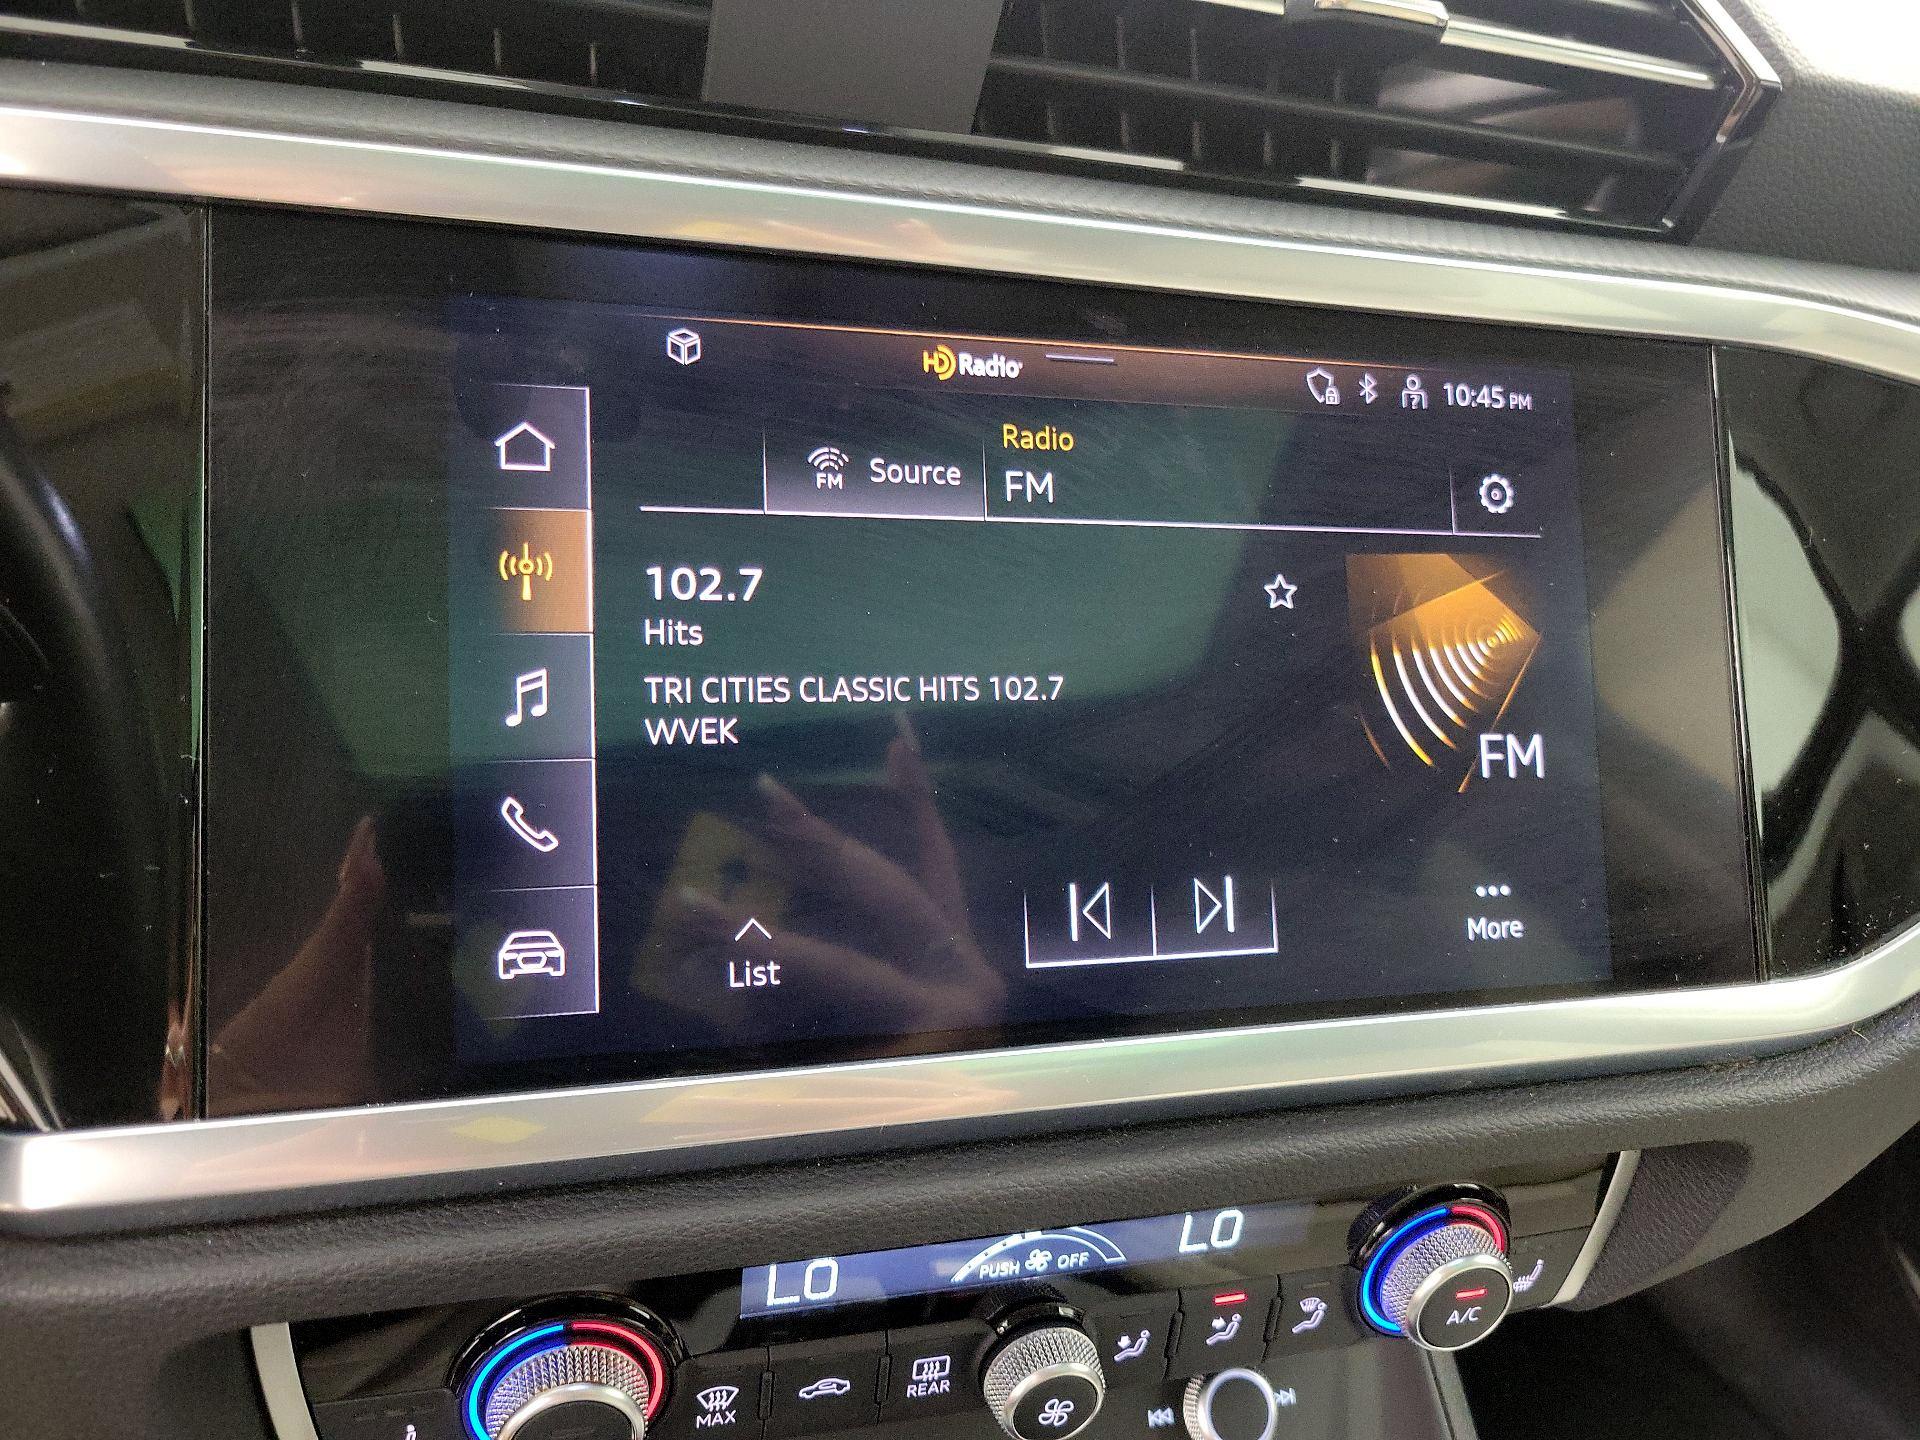 HD Radio
10:45 PM
FM
Source
Radio
FM
102.7
Hits
TRI CITIES CLASSIC HITS 102.7
WVEK
FM
List
More
LO
PUSH OFF
LO
A/C
MAX
REAR